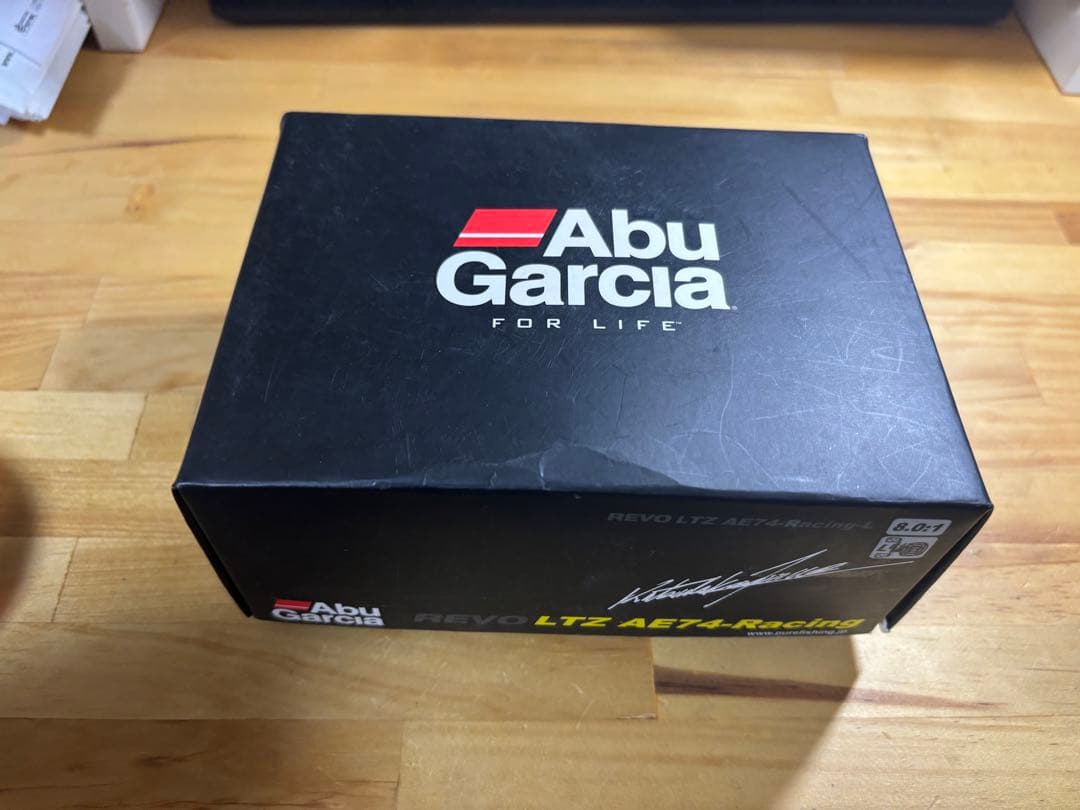 Abu
Garcia
FOR LIFE™
REVO LTZ AE74-Racing-L
8.0:1
Abu
Garcia
REVO LTZ AE74-Racing
www.purefishing.jp